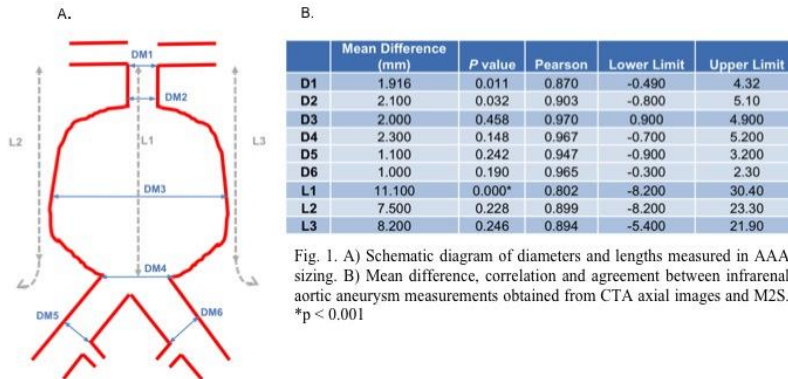 A.
B.
DM1
DM2
L2
L1
L3
DM3
DM4
DM5
DM6
Mean Difference (mm) P value Pearson Lower Limit Upper Limit
D1 1.916 0.011 0.870 -0.490 4.32
D2 2.100 0.032 0.903 -0.800 5.10
D3 2.000 0.458 0.970 0.900 4.900
D4 2.300 0.148 0.967 -0.700 5.200
D5 1.100 0.242 0.947 -0.900 3.200
D6 1.000 0.190 0.965 -0.300 2.30
L1 11.100 0.000* 0.802 -8.200 30.40
L2 7.500 0.228 0.899 -8.200 23.30
L3 8.200 0.246 0.894 -5.400 21.90
Fig. 1. A) Schematic diagram of diameters and lengths measured in AAA
sizing. B) Mean difference, correlation and agreement between infrarenal
aortic aneurysm measurements obtained from CTA axial images and M2S.
*p < 0.001